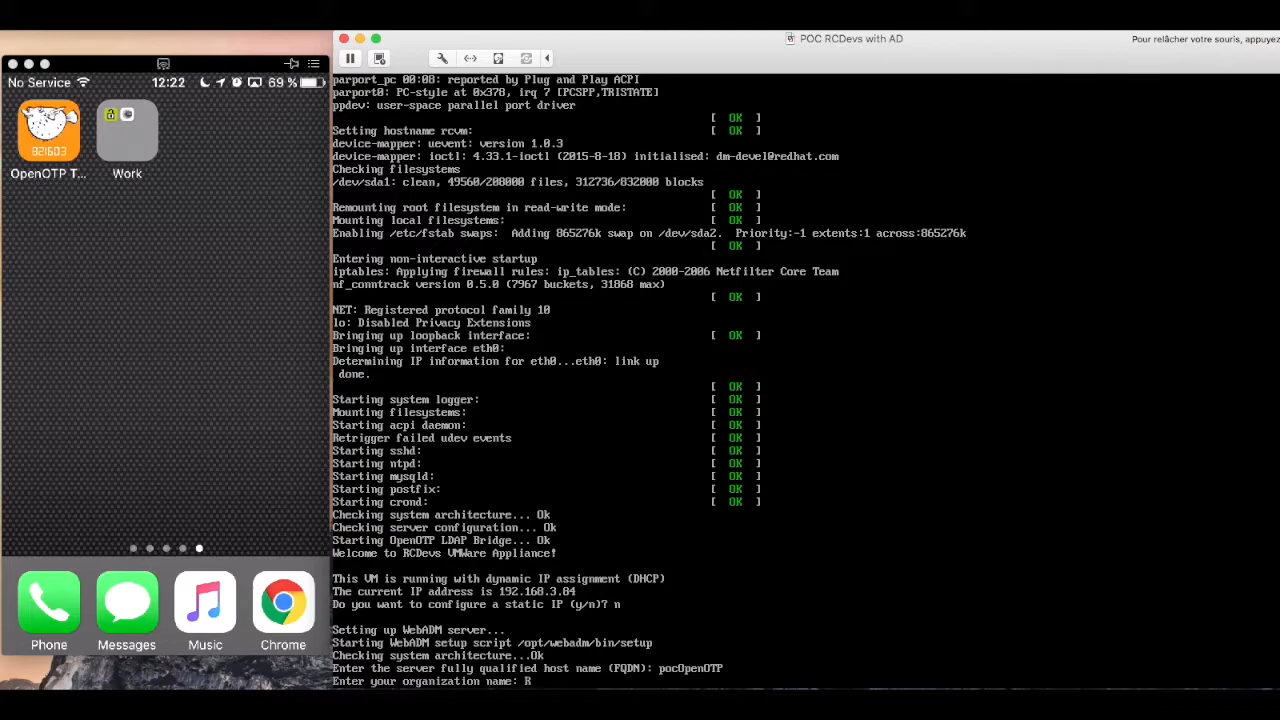 POC RCDevs with AD
Pour relâcher votre souris, appuyez
No Service 12:22 69 %
821603
OpenOTP T...
Work
Phone
Messages
Music
Chrome
parport_pc 00:08: reported by Plug and Play ACPI
parport0: PC-style at 0x378, irq 7 [PCSPP,TRISTATE]
ppdev: user-space parallel port driver
[ OK ]
Setting hostname rcvm: [ OK ]
device-mapper: uevent: version 1.0.3
device-mapper: ioctl: 4.33.1-ioctl (2015-8-18) initialised: dm-devel@redhat.com
Checking filesystems
/dev/sda1: clean, 49560/208000 files, 312736/832000 blocks
[ OK ]
Remounting root filesystem in read-write mode: [ OK ]
Mounting local filesystems: [ OK ]
Enabling /etc/fstab swaps: Adding 865276k swap on /dev/sda2. Priority:-1 extents:1 across:865276k
[ OK ]
Entering non-interactive startup
iptables: Applying firewall rules: ip_tables: (C) 2000-2006 Netfilter Core Team
nf_conntrack version 0.5.0 (7967 buckets, 31868 max)
[ OK ]
NET: Registered protocol family 10
lo: Disabled Privacy Extensions
Bringing up loopback interface: [ OK ]
Bringing up interface eth0:
Determining IP information for eth0...eth0: link up
done.
[ OK ]
Starting system logger: [ OK ]
Mounting filesystems: [ OK ]
Starting acpi daemon: [ OK ]
Retrigger failed udev events [ OK ]
Starting sshd: [ OK ]
Starting ntpd: [ OK ]
Starting mysqld: [ OK ]
Starting postfix: [ OK ]
Starting crond: [ OK ]
Checking system architecture... Ok
Checking server configuration... Ok
Starting OpenOTP LDAP Bridge... Ok
Welcome to RCDevs VMWare Appliance!
This VM is running with dynamic IP assignment (DHCP)
The current IP address is 192.168.3.84
Do you want to configure a static IP (y/n)? n
Setting up WebADM server...
Starting WebADM setup script /opt/webadm/bin/setup
Checking system architecture...Ok
Enter the server fully qualified host name (FQDN): pocOpenOTP
Enter your organization name: R